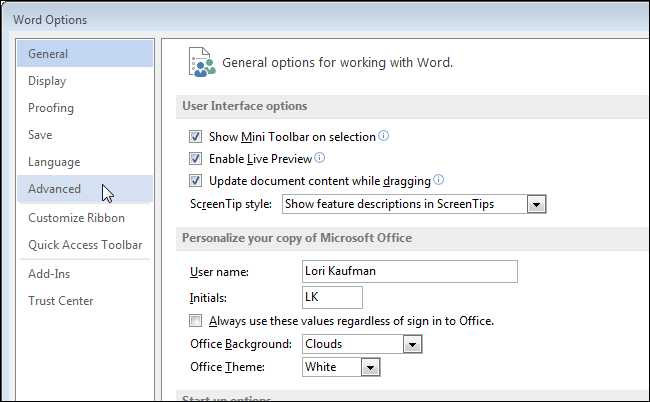 Word Options
General
Display
Proofing
Save
Language
Advanced
Customize Ribbon
Quick Access Toolbar
Add-Ins
Trust Center
General options for working with Word.
User Interface options
Show Mini Toolbar on selection
Enable Live Preview
Update document content while dragging
ScreenTip style: Show feature descriptions in ScreenTips
Personalize your copy of Microsoft Office
User name: Lori Kaufman
Initials: LK
Always use these values regardless of sign in to Office.
Office Background: Clouds
Office Theme: White
Start up options